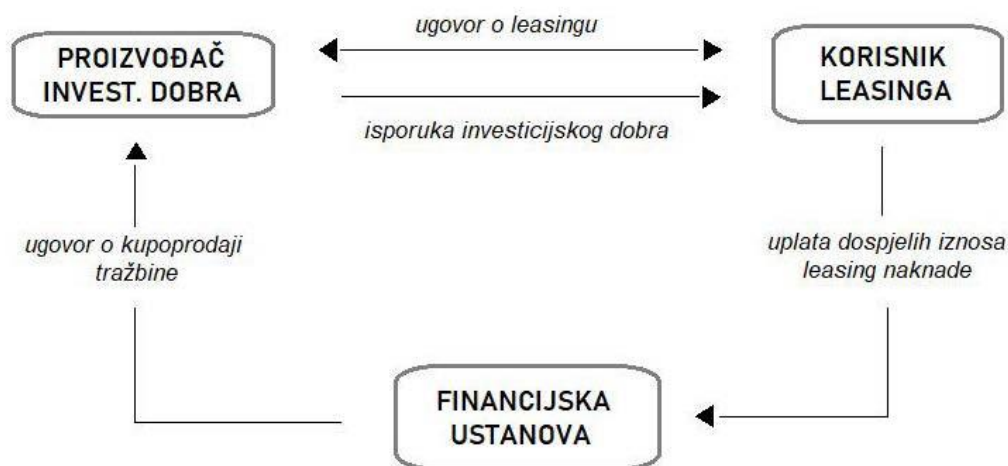 ugovor o leasingu
PROIZVOĐAČ
INVEST. DOBRA
KORISNIK
LEASINGA
isporuka investicijskog dobra
ugovor o kupoprodaji
tražbine
uplata dospjelih iznosa
leasing naknade
FINANCIJSKA
USTANOVA